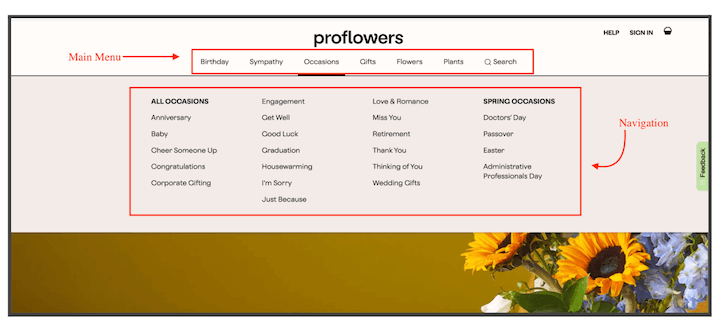 proflowers
HELP SIGN IN
Main Menu
Birthday Sympathy Occasions Gifts Flowers Plants Search
ALL OCCASIONS
Anniversary
Baby
Cheer Someone Up
Congratulations
Corporate Gifting
Engagement
Get Well
Good Luck
Graduation
Housewarming
I'm Sorry
Just Because
Love & Romance
Miss You
Retirement
Thank You
Thinking of You
Wedding Gifts
SPRING OCCASIONS
Doctors' Day
Passover
Easter
Administrative
Professionals Day
Navigation
Feedback